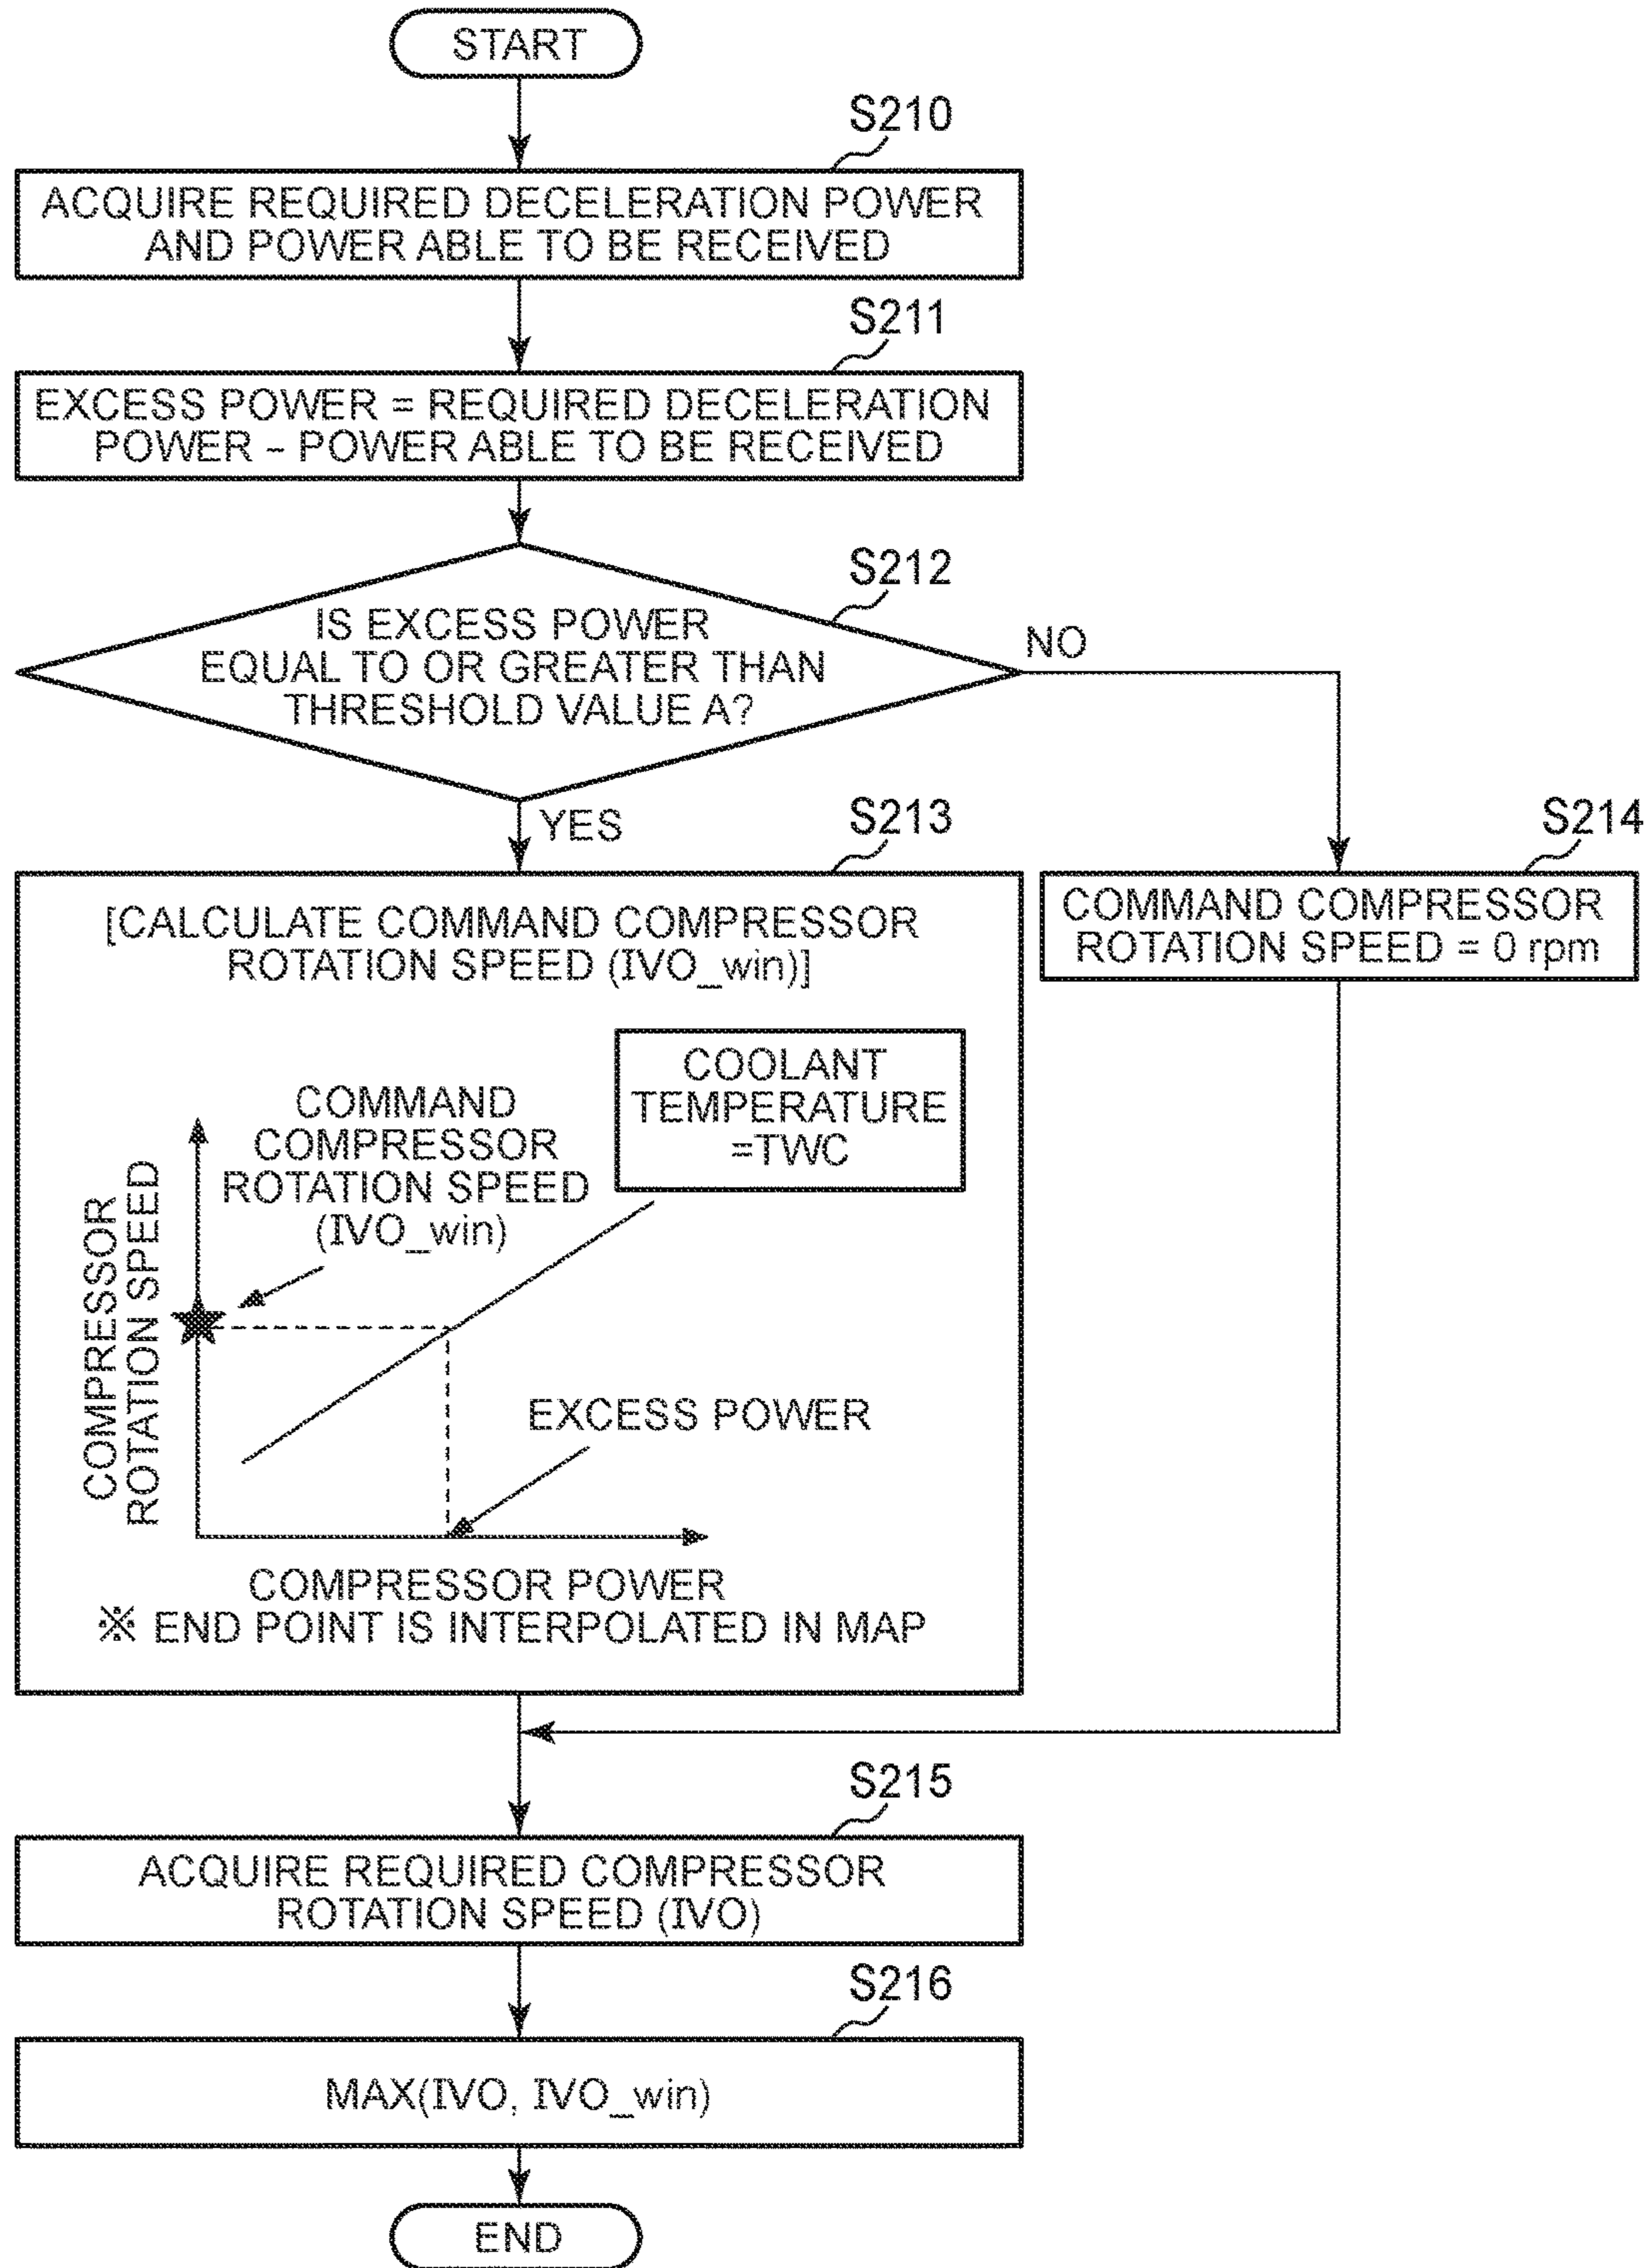 START
S210
ACQUIRE REQUIRED DECELERATION POWER
AND POWER ABLE TO BE RECEIVED
S211
EXCESS POWER = REQUIRED DECELERATION
POWER - POWER ABLE TO BE RECEIVED
S212
IS EXCESS POWER
EQUAL TO OR GREATER THAN
THRESHOLD VALUE A?
NO
YES
S213
S214
[CALCULATE COMMAND COMPRESSOR
ROTATION SPEED (IVO_win)]
COMMAND COMPRESSOR
ROTATION SPEED = 0 rpm
COOLANT
TEMPERATURE
=TWC
COMMAND
COMPRESSOR
ROTATION SPEED
(IVO_win)
COMPRESSOR
ROTATION SPEED
EXCESS POWER
COMPRESSOR POWER
※ END POINT IS INTERPOLATED IN MAP
S215
ACQUIRE REQUIRED COMPRESSOR
ROTATION SPEED (IVO)
S216
MAX(IVO, IVO_win)
END